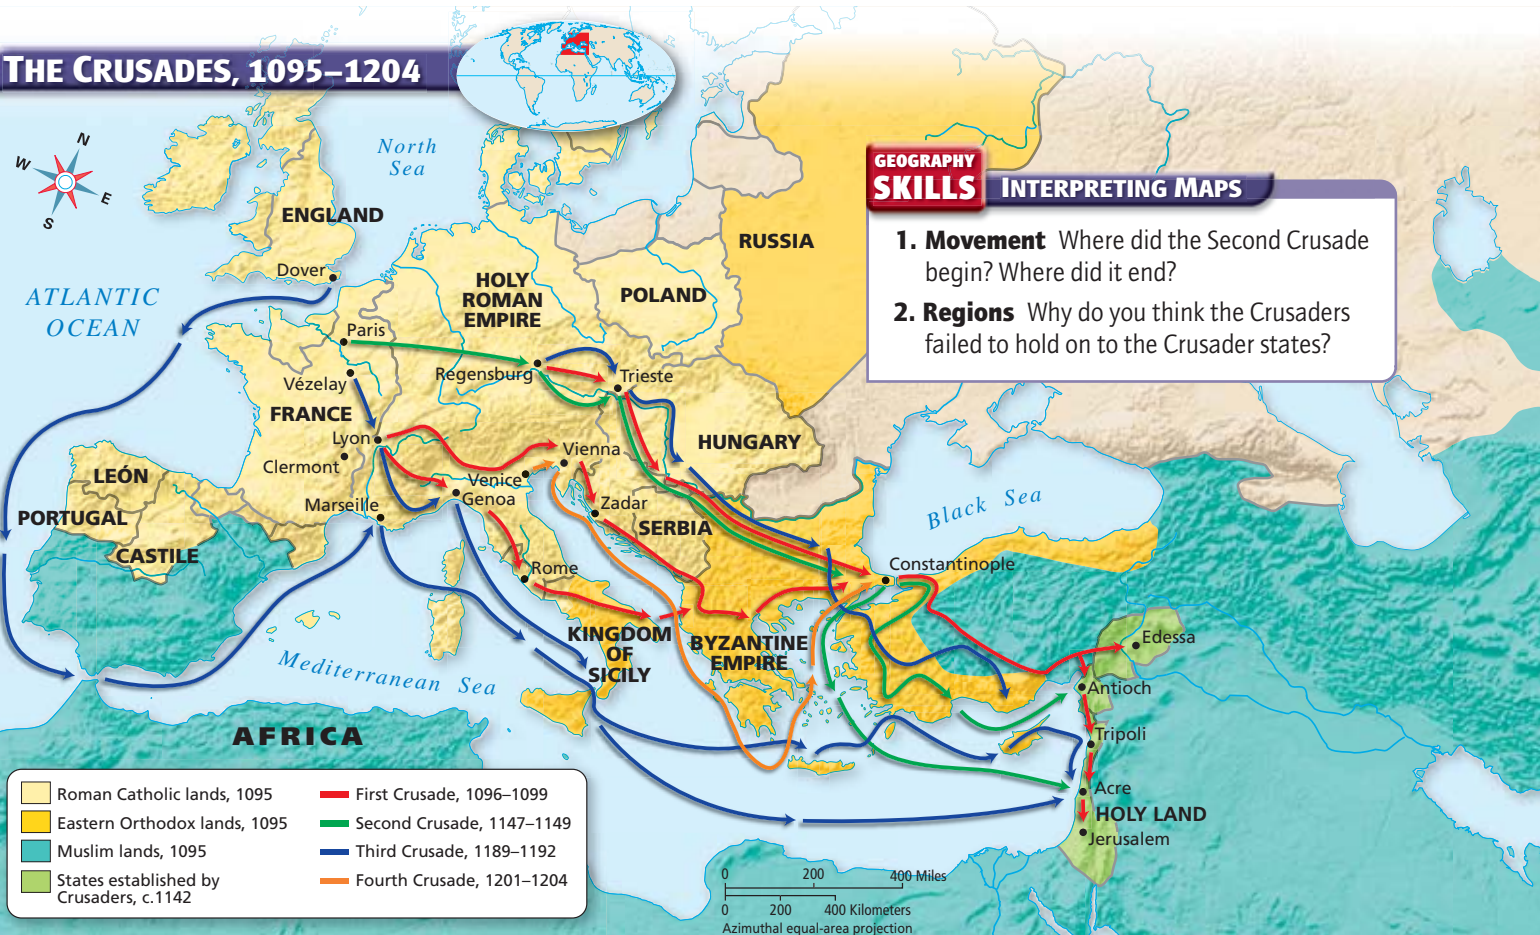 THE CRUSADES, 1095–1204
N
W
E
S
North
Sea
ENGLAND
Dover
ATLANTIC
OCEAN
HOLY
ROMAN
EMPIRE
POLAND
RUSSIA
Paris
Regensburg
Trieste
Vézelay
FRANCE
Lyon
Clermont
HUNGARY
Vienna
Venice
Genoa
LEÓN
Marseille
Zadar
SERBIA
PORTUGAL
CASTILE
Black Sea
Rome
Constantinople
KINGDOM
OF
SICILY
BYZANTINE
EMPIRE
Edessa
Mediterranean Sea
Antioch
AFRICA
Tripoli
Acre
HOLY LAND
Jerusalem
GEOGRAPHY
SKILLS
INTERPRETING MAPS
1. Movement Where did the Second Crusade
begin? Where did it end?
2. Regions Why do you think the Crusaders
failed to hold on to the Crusader states?
Roman Catholic lands, 1095
Eastern Orthodox lands, 1095
Muslim lands, 1095
States established by
Crusaders, c.1142
First Crusade, 1096–1099
Second Crusade, 1147–1149
Third Crusade, 1189–1192
Fourth Crusade, 1201–1204
0 200 400 Miles
0 200 400 Kilometers
Azimuthal equal-area projection